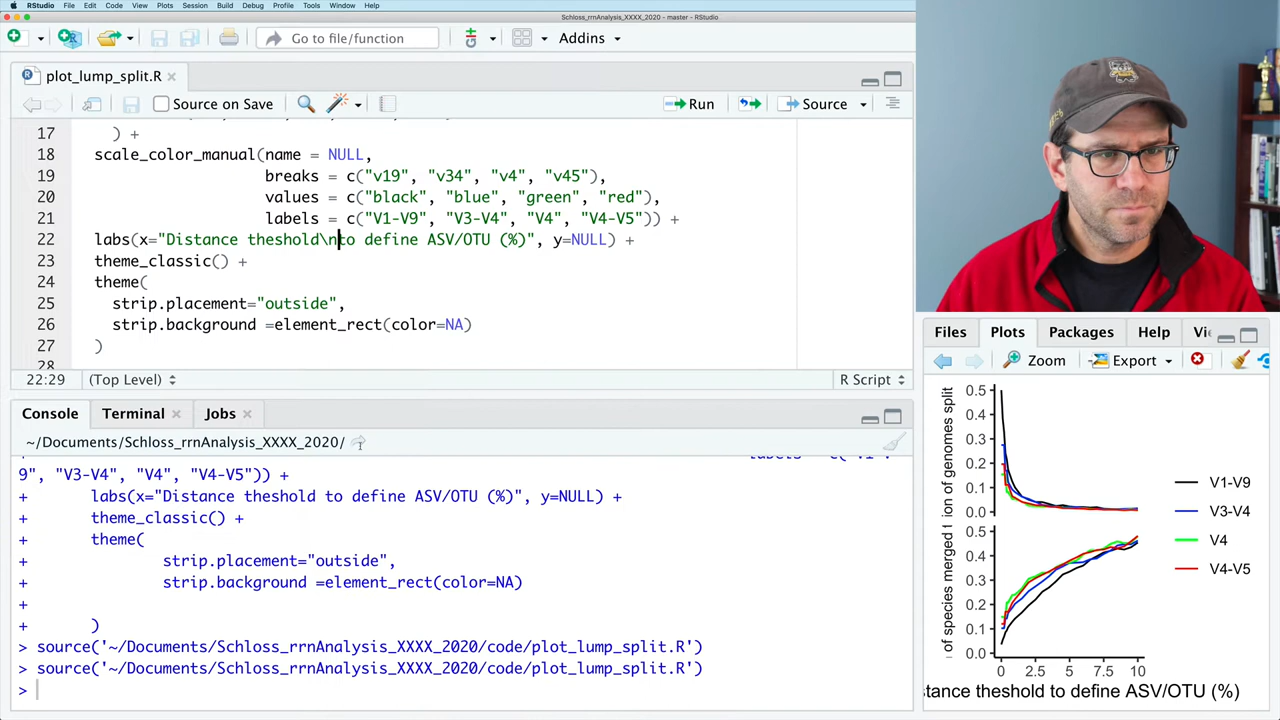 RStudio File Edit Code View Plots Session Build Debug Profile Tools Window Help
Schloss_rrnAnalysis_XXXX_2020 - master - RStudio
Go to file/function Addins
plot_lump_split.R
Source on Save Run Source
17 ) +
18 scale_color_manual(name = NULL,
19 breaks = c("v19", "v34", "v4", "v45"),
20 values = c("black", "blue", "green", "red"),
21 labels = c("V1-V9", "V3-V4", "V4", "V4-V5")) +
22 labs(x="Distance theshold\nto define ASV/OTU (%)", y=NULL) +
23 theme_classic() +
24 theme(
25 strip.placement="outside",
26 strip.background =element_rect(color=NA)
27 )
28
22:29 (Top Level) R Script
Console Terminal Jobs
~/Documents/Schloss_rrnAnalysis_XXXX_2020/
9", "V3-V4", "V4", "V4-V5")) +
+ labs(x="Distance theshold to define ASV/OTU (%)", y=NULL) +
+ theme_classic() +
+ theme(
+ strip.placement="outside",
+ strip.background =element_rect(color=NA)
+
+ )
> source('~/Documents/Schloss_rrnAnalysis_XXXX_2020/code/plot_lump_split.R')
> source('~/Documents/Schloss_rrnAnalysis_XXXX_2020/code/plot_lump_split.R')
>
Files Plots Packages Help Vi
Zoom Export
ion of genomes split
0.5
0.4
0.3
0.2
0.1
0.0
of species merged t
0.5
0.4
0.3
0.2
0.1
0.0
0 2.5 5 7.5 10
stance theshold to define ASV/OTU (%)
V1-V9
V3-V4
V4
V4-V5